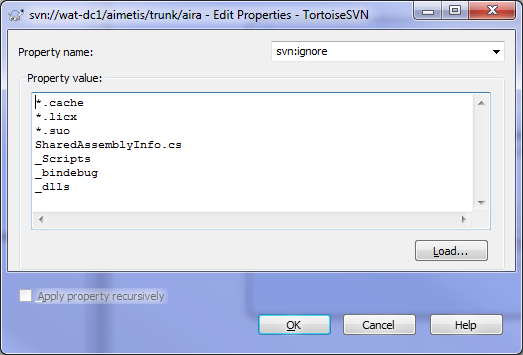 svn://wat-dc1/aimetis/trunk/aira - Edit Properties - TortoiseSVN
Property name:
svn:ignore
Property value:
*.cache
*.licx
*.suo
SharedAssemblyInfo.cs
_Scripts
_bindebug
_dlls
Load...
Apply property recursively
OK
Cancel
Help